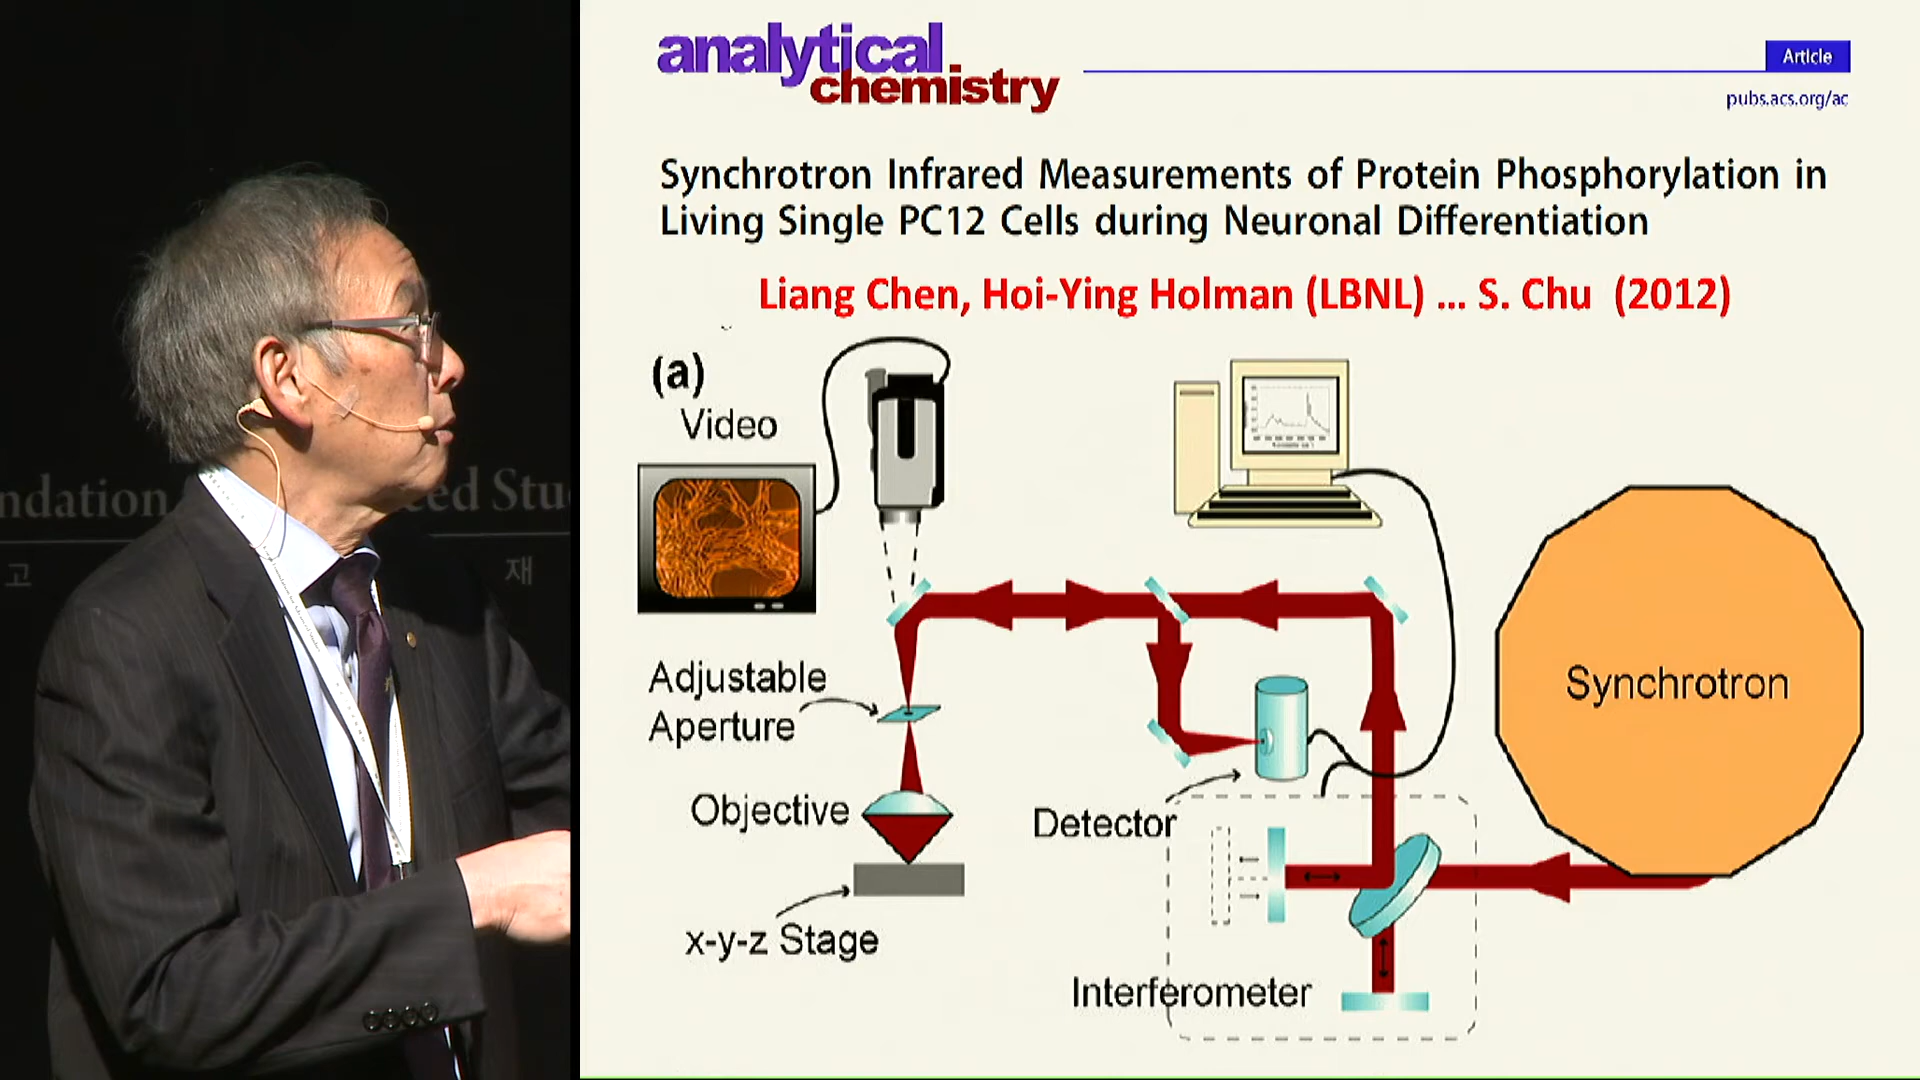 analytical
chemistry
Article
pubs.acs.org/ac
Synchrotron Infrared Measurements of Protein Phosphorylation in
Living Single PC12 Cells during Neuronal Differentiation
Liang Chen, Hoi-Ying Holman (LBNL) ... S. Chu (2012)
(a)
Video
Adjustable
Aperture
Objective
x-y-z Stage
Detector
Interferometer
Synchrotron
ndation
ed Stu
고 재